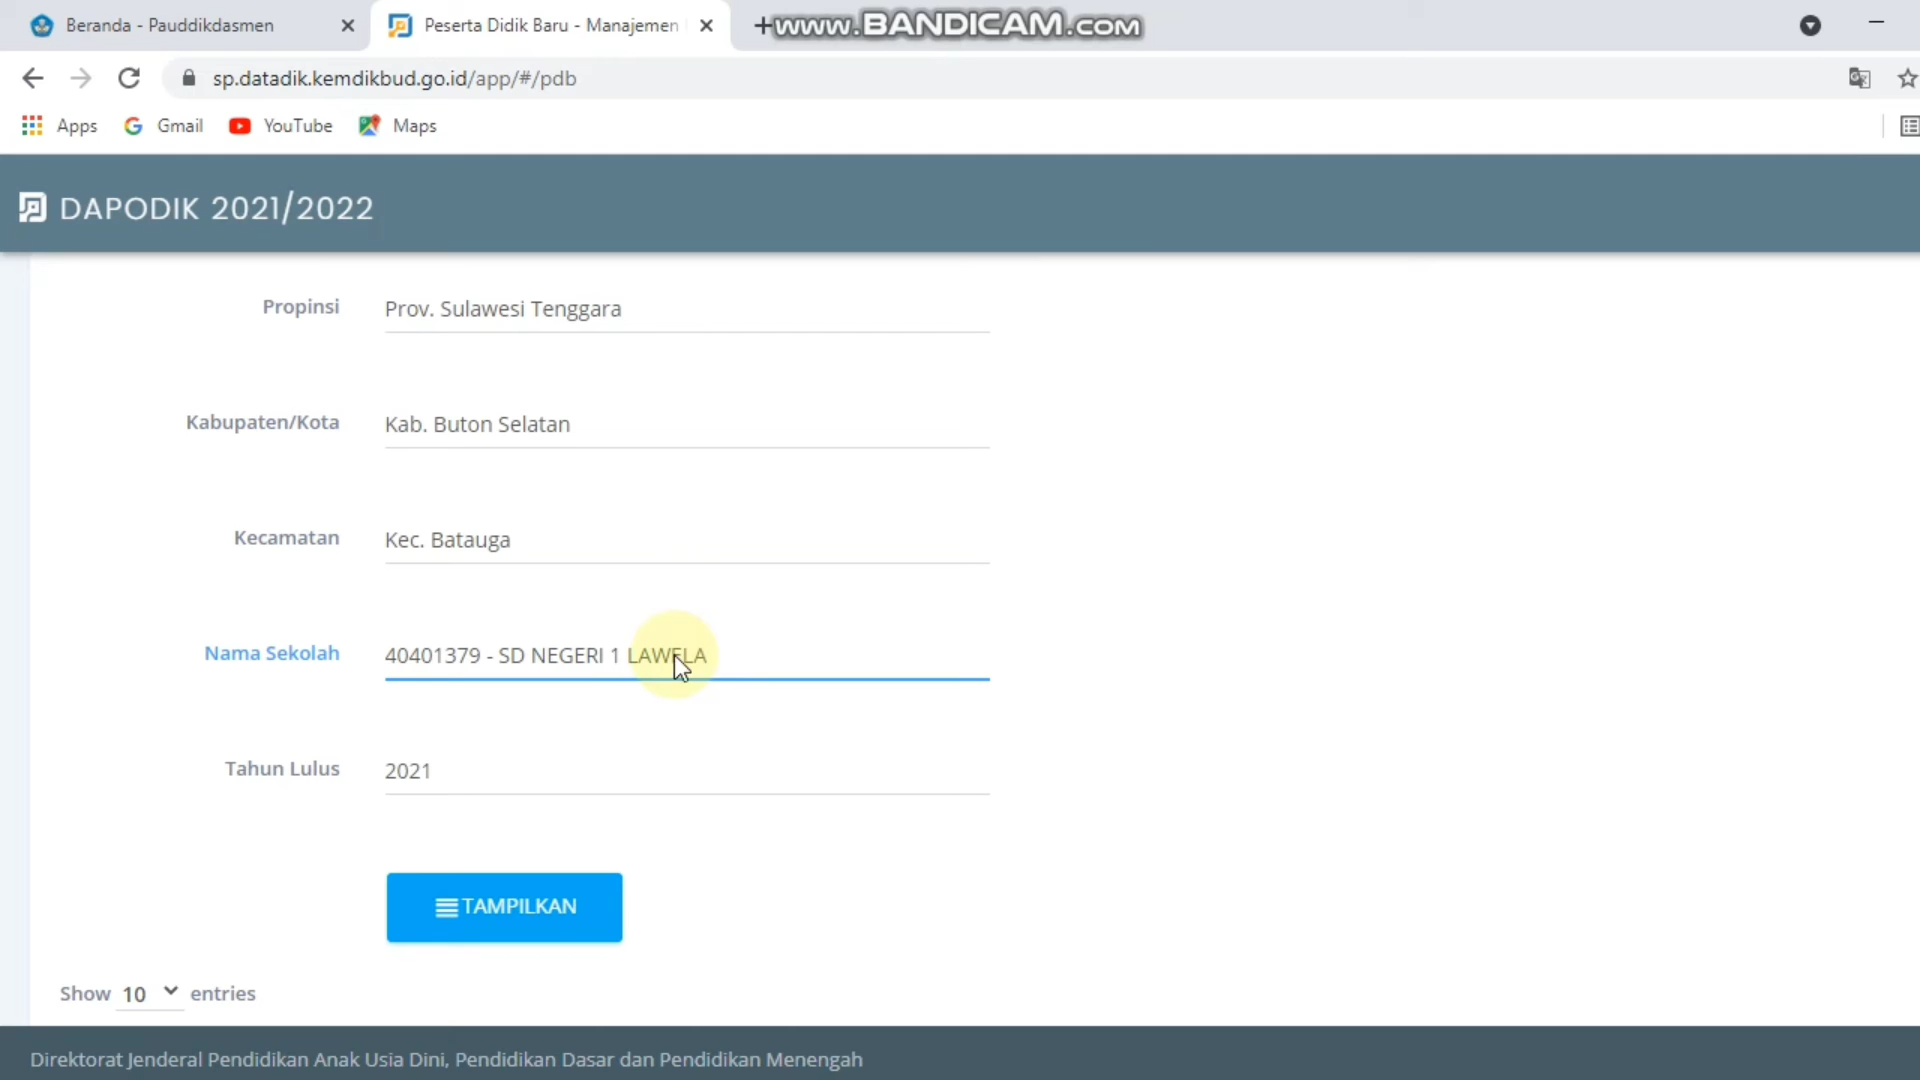 Beranda - Pauddikdasmen
Peserta Didik Baru - Manajemen
www.BANDICAM.com
sp.datadik.kemdikbud.go.id/app/#/pdb
Apps Gmail YouTube Maps
DAPODIK 2021/2022
Propinsi Prov. Sulawesi Tenggara
Kabupaten/Kota Kab. Buton Selatan
Kecamatan Kec. Batauga
Nama Sekolah 40401379 - SD NEGERI 1 LAWELA
Tahun Lulus 2021
TAMPILKAN
Show 10 entries
Direktorat Jenderal Pendidikan Anak Usia Dini, Pendidikan Dasar dan Pendidikan Menengah